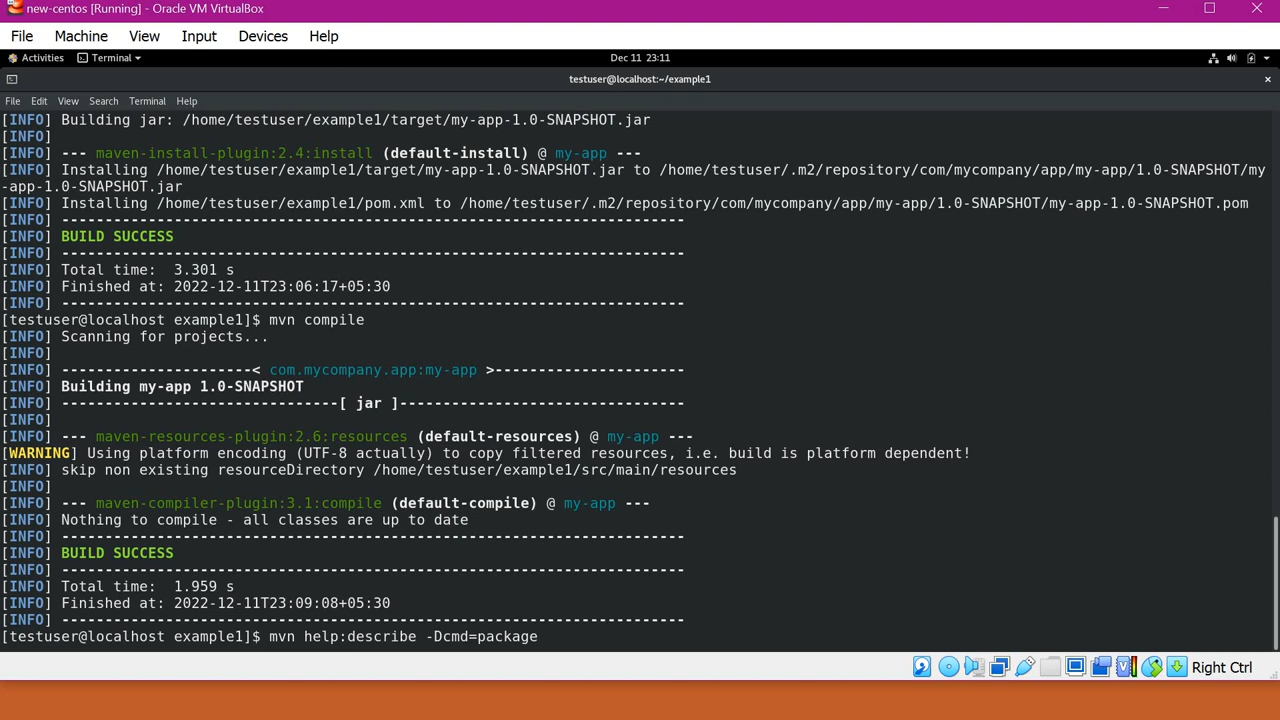 new-centos [Running] - Oracle VM VirtualBox
File Machine View Input Devices Help
Activities Terminal Dec 11 23:11
testuser@localhost:~/example1
File Edit View Search Terminal Help
[INFO] Building jar: /home/testuser/example1/target/my-app-1.0-SNAPSHOT.jar
[INFO]
[INFO] --- maven-install-plugin:2.4:install (default-install) @ my-app ---
[INFO] Installing /home/testuser/example1/target/my-app-1.0-SNAPSHOT.jar to /home/testuser/.m2/repository/com/mycompany/app/my-app/1.0-SNAPSHOT/my
-app-1.0-SNAPSHOT.jar
[INFO] Installing /home/testuser/example1/pom.xml to /home/testuser/.m2/repository/com/mycompany/app/my-app/1.0-SNAPSHOT/my-app-1.0-SNAPSHOT.pom
[INFO] ------------------------------------------------------------------------
[INFO] BUILD SUCCESS
[INFO] ------------------------------------------------------------------------
[INFO] Total time:  3.301 s
[INFO] Finished at: 2022-12-11T23:06:17+05:30
[INFO] ------------------------------------------------------------------------
[testuser@localhost example1]$ mvn compile
[INFO] Scanning for projects...
[INFO]
[INFO] ----------------------< com.mycompany.app:my-app >----------------------
[INFO] Building my-app 1.0-SNAPSHOT
[INFO] --------------------------------[ jar ]---------------------------------
[INFO]
[INFO] --- maven-resources-plugin:2.6:resources (default-resources) @ my-app ---
[WARNING] Using platform encoding (UTF-8 actually) to copy filtered resources, i.e. build is platform dependent!
[INFO] skip non existing resourceDirectory /home/testuser/example1/src/main/resources
[INFO]
[INFO] --- maven-compiler-plugin:3.1:compile (default-compile) @ my-app ---
[INFO] Nothing to compile - all classes are up to date
[INFO] ------------------------------------------------------------------------
[INFO] BUILD SUCCESS
[INFO] ------------------------------------------------------------------------
[INFO] Total time:  1.959 s
[INFO] Finished at: 2022-12-11T23:09:08+05:30
[INFO] ------------------------------------------------------------------------
[testuser@localhost example1]$ mvn help:describe -Dcmd=package
Right Ctrl